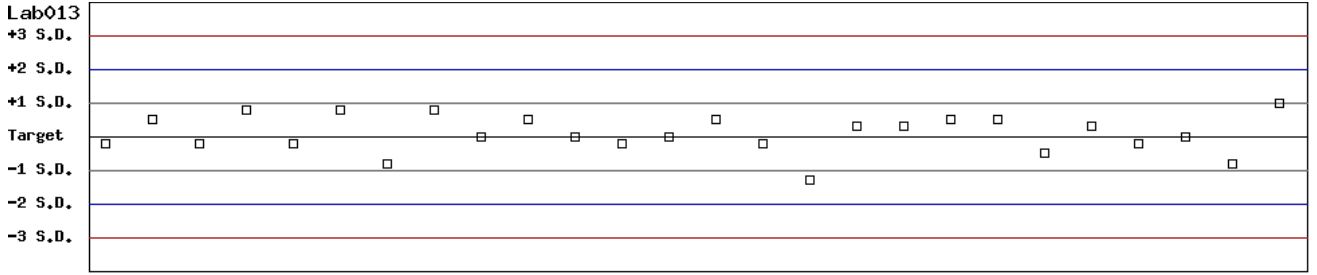 Lab013
+3 S.D.
+2 S.D.
+1 S.D.
Target
-1 S.D.
-2 S.D.
-3 S.D.